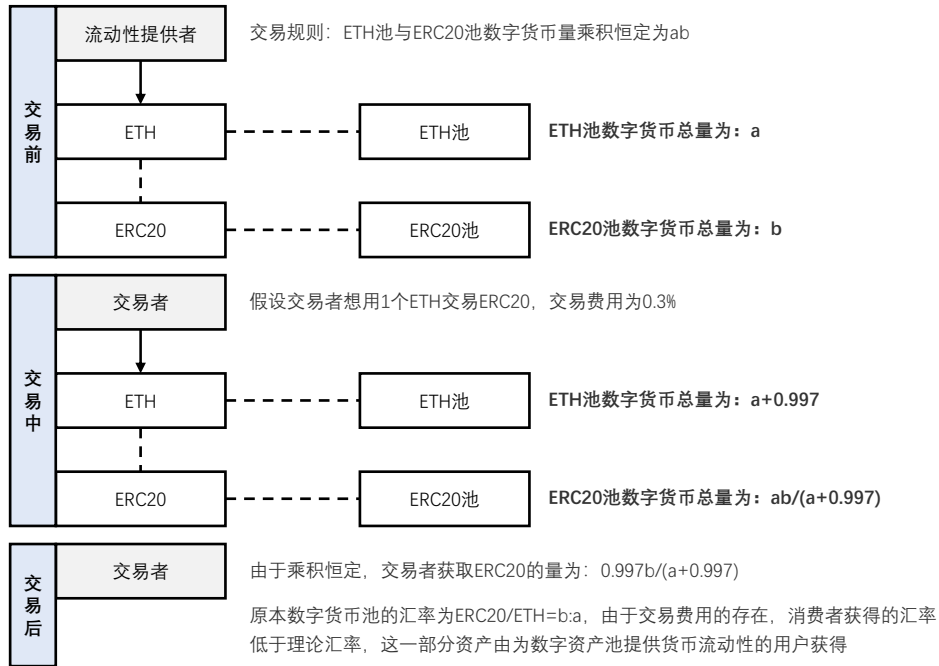 交易前
流动性提供者
交易规则：ETH池与ERC20池数字货币量乘积恒定为ab
ETH
ETH池
ETH池数字货币总量为：a
ERC20
ERC20池
ERC20池数字货币总量为：b
交易中
交易者
假设交易者想用1个ETH交易ERC20，交易费用为0.3%
ETH
ETH池
ETH池数字货币总量为：a+0.997
ERC20
ERC20池
ERC20池数字货币总量为：ab/(a+0.997)
交易后
交易者
由于乘积恒定，交易者获取ERC20的量为：0.997b/(a+0.997)
原本数字货币池的汇率为ERC20/ETH=b:a，由于交易费用的存在，消费者获得的汇率
低于理论汇率，这一部分资产由为数字资产池提供货币流动性的用户获得